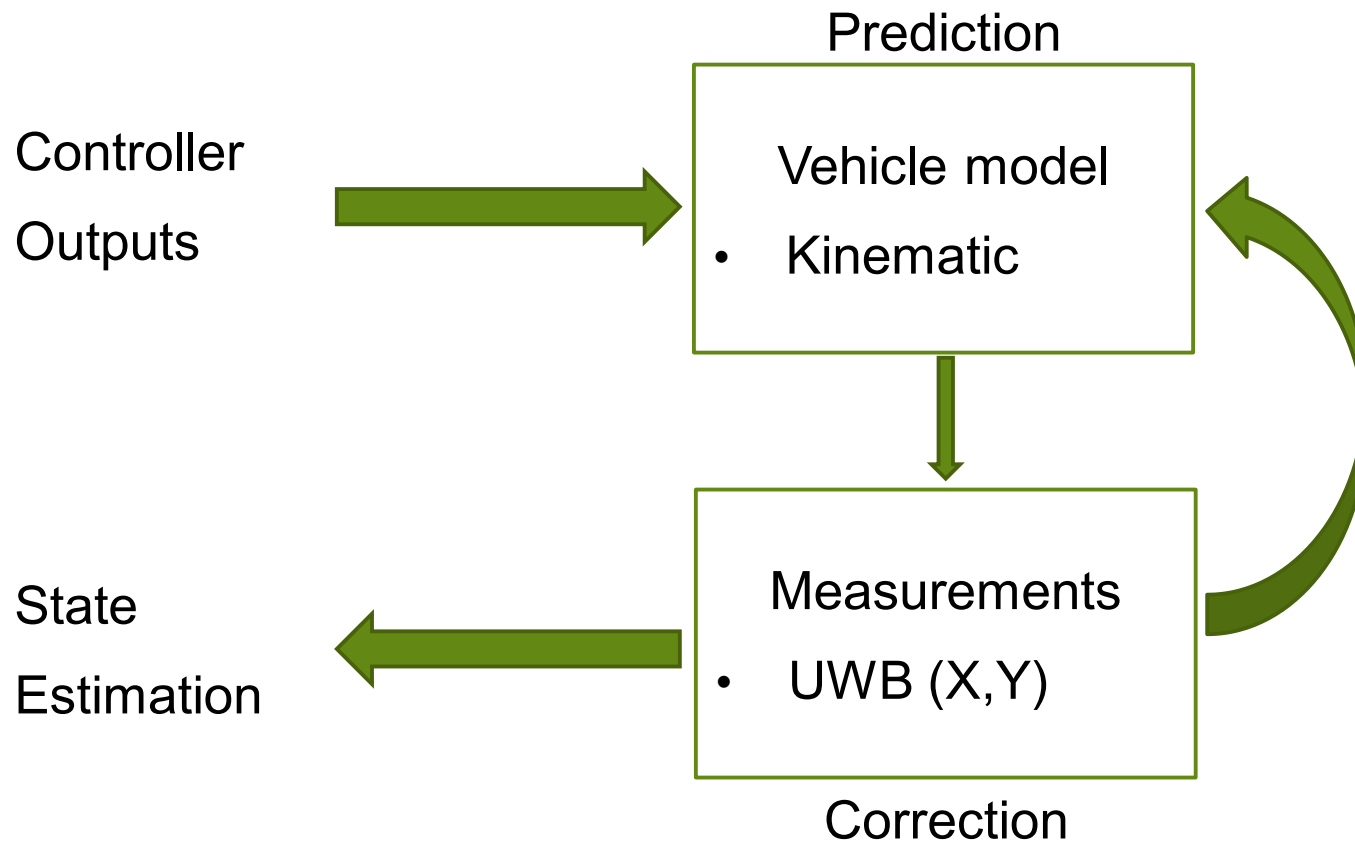 Prediction
Controller
Outputs
Vehicle model
• Kinematic
State
Estimation
Measurements
• UWB (X,Y)
Correction